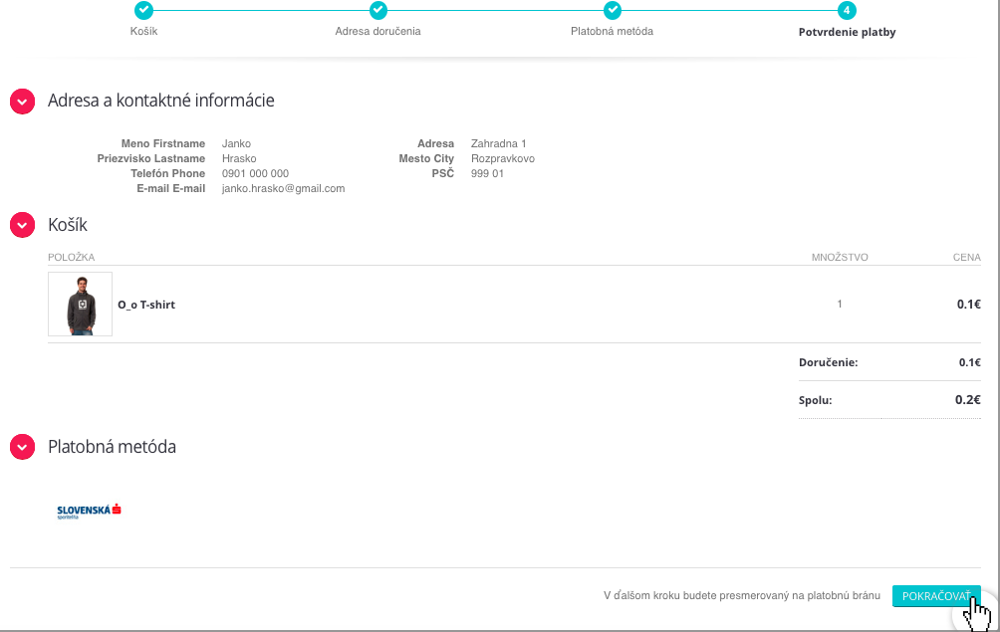 4
Košík Adresa doručenia Platobná metóda Potvrdenie platby
Adresa a kontaktné informácie
Meno Firstname Janko Adresa Zahradna 1
Priezvisko Lastname Hrasko Mesto City Rozpravkovo
Telefón Phone 0901 000 000 PSČ 999 01
E-mail E-mail janko.hrasko@gmail.com
Košík
POLOŽKA MNOŽSTVO CENA
O_o T-shirt 1 0.1€
Doručenie: 0.1€
Spolu: 0.2€
Platobná metóda
SLOVENSKÁ
sporiteľňa
V ďalšom kroku budete presmerovaný na platobnú bránu POKRAČOVAŤ